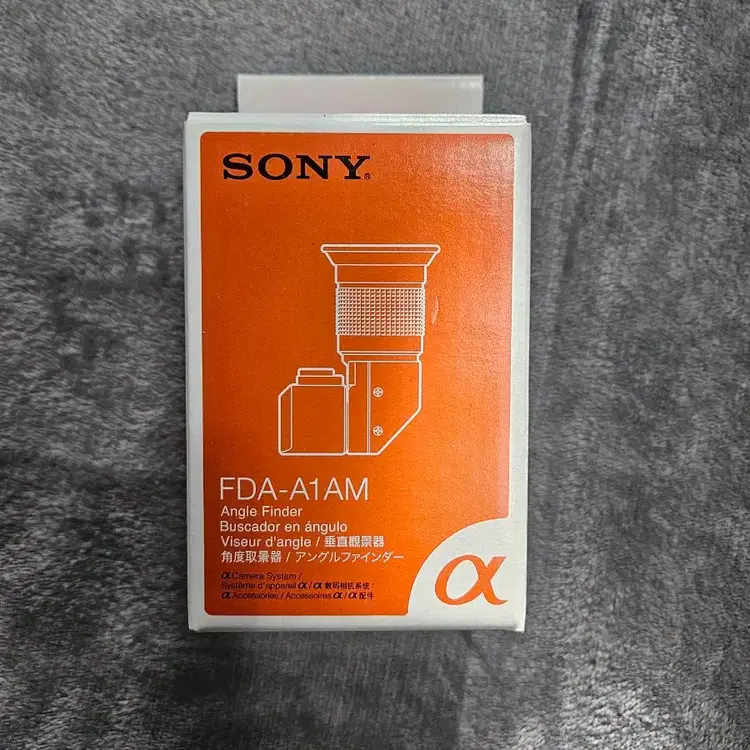 SONY®
FDA-A1AM
Angle Finder
Buscador en ángulo
Viseur d'angle / 垂直觀景器
角度取景器 / アングルファインダー
α Camera System /
Système d'appareil α / α 数码相机系统:
α Accessories / Accessoires α / α 配件
α